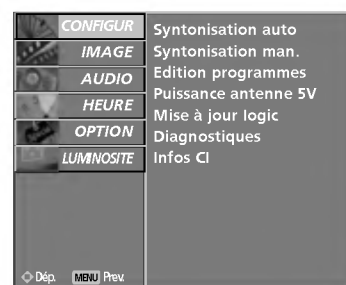 CONFIGUR
IMAGE
AUDIO
HEURE
OPTION
LUMINOSITE
Syntonisation auto
Syntonisation man.
Edition programmes
Puissance antenne 5V
Mise à jour logic
Diagnostiques
Infos CI
Dép. MENU Prev.